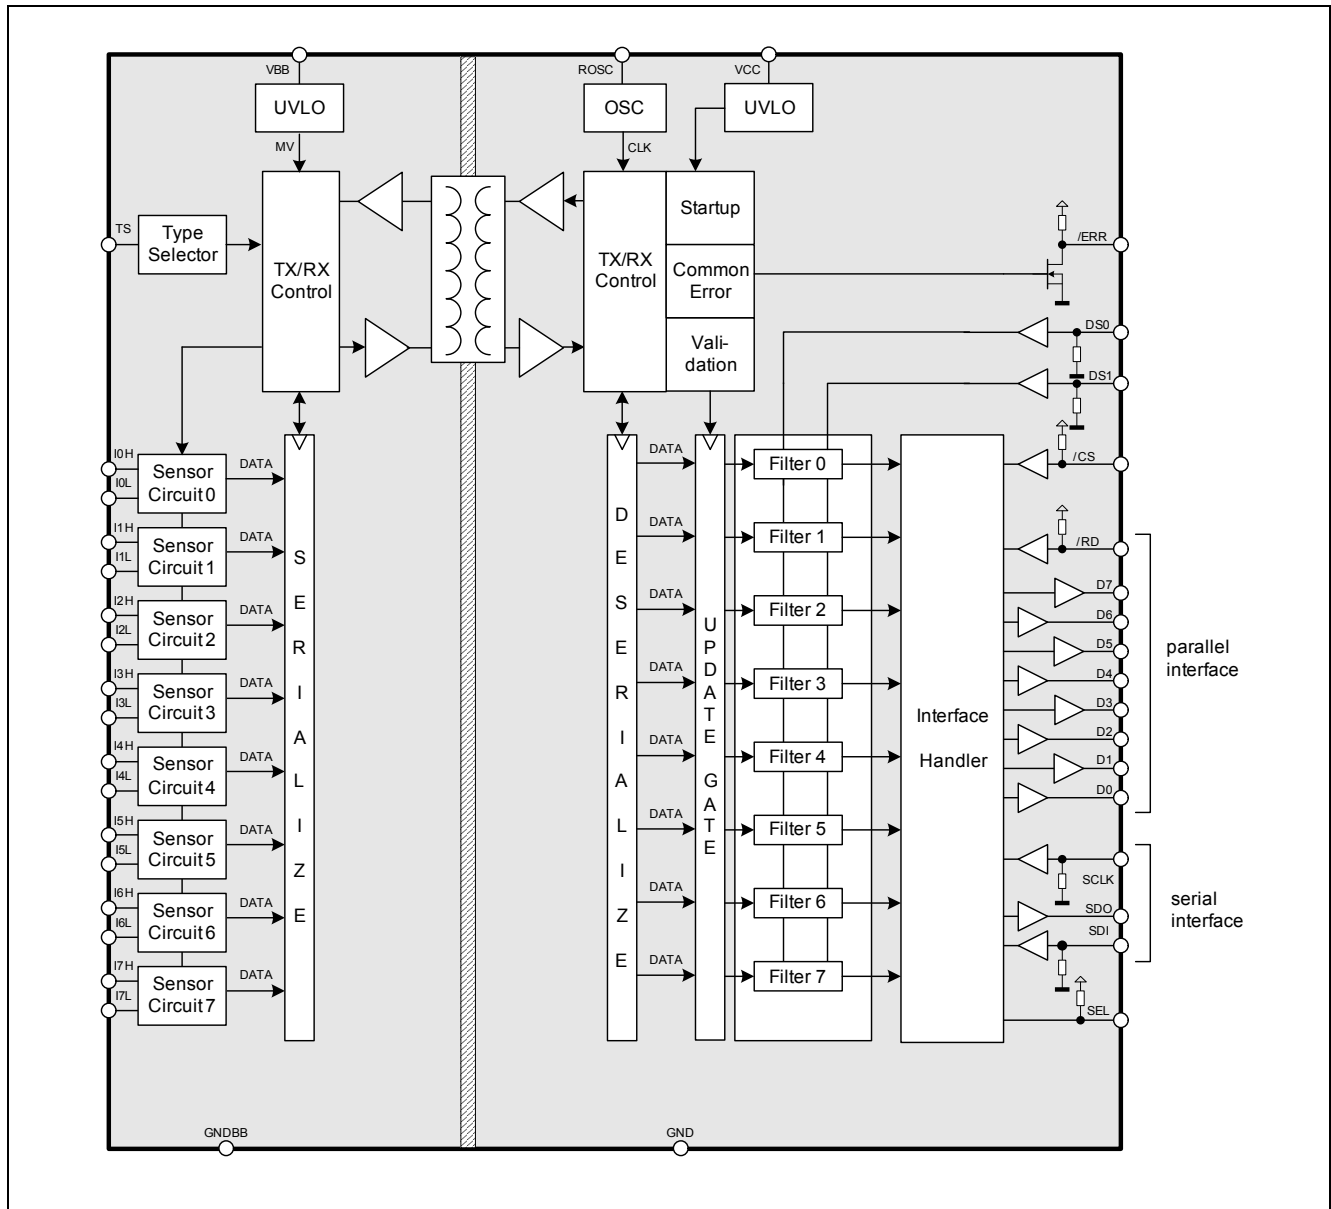 VBB
ROSC
VCC
UVLO
OSC
UVLO
MV
CLK
TS
Type
Selector
TX/RX
Control
TX/RX
Control
Startup
Common
Error
Vali-
dation
/ERR
DS0
DS1
/CS
/RD
D7
D6
D5
D4
D3
D2
D1
D0
SCLK
SDO
SDI
SEL
parallel
interface
serial
interface
I0H
I0L
Sensor
Circuit 0
DATA
I1H
I1L
Sensor
Circuit 1
DATA
I2H
I2L
Sensor
Circuit 2
DATA
I3H
I3L
Sensor
Circuit 3
DATA
I4H
I4L
Sensor
Circuit 4
DATA
I5H
I5L
Sensor
Circuit 5
DATA
I6H
I6L
Sensor
Circuit 6
DATA
I7H
I7L
Sensor
Circuit 7
DATA
SERIALIZE
DESERIALIZE
DATA
DATA
DATA
DATA
DATA
DATA
DATA
DATA
UPDATE GATE
Filter 0
Filter 1
Filter 2
Filter 3
Filter 4
Filter 5
Filter 6
Filter 7
Interface
Handler
GNDBB
GND